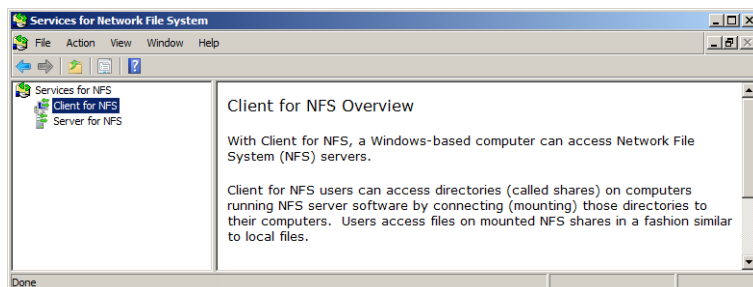 Services for Network File System
File Action View Window Help
Services for NFS
Client for NFS
Server for NFS
Client for NFS Overview
With Client for NFS, a Windows-based computer can access Network File
System (NFS) servers.
Client for NFS users can access directories (called shares) on computers
running NFS server software by connecting (mounting) those directories to
their computers.  Users access files on mounted NFS shares in a fashion similar
to local files.
Done